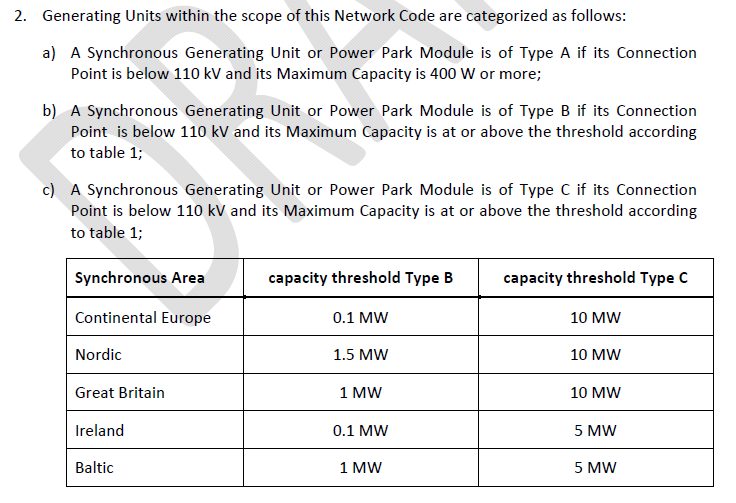 2. Generating Units within the scope of this Network Code are categorized as follows:
a) A Synchronous Generating Unit or Power Park Module is of Type A if its Connection
Point is below 110 kV and its Maximum Capacity is 400 W or more;
b) A Synchronous Generating Unit or Power Park Module is of Type B if its Connection
Point is below 110 kV and its Maximum Capacity is at or above the threshold according
to table 1;
c) A Synchronous Generating Unit or Power Park Module is of Type C if its Connection
Point is below 110 kV and its Maximum Capacity is at or above the threshold according
to table 1;
Synchronous Area capacity threshold Type B capacity threshold Type C
Continental Europe 0.1 MW 10 MW
Nordic 1.5 MW 10 MW
Great Britain 1 MW 10 MW
Ireland 0.1 MW 5 MW
Baltic 1 MW 5 MW